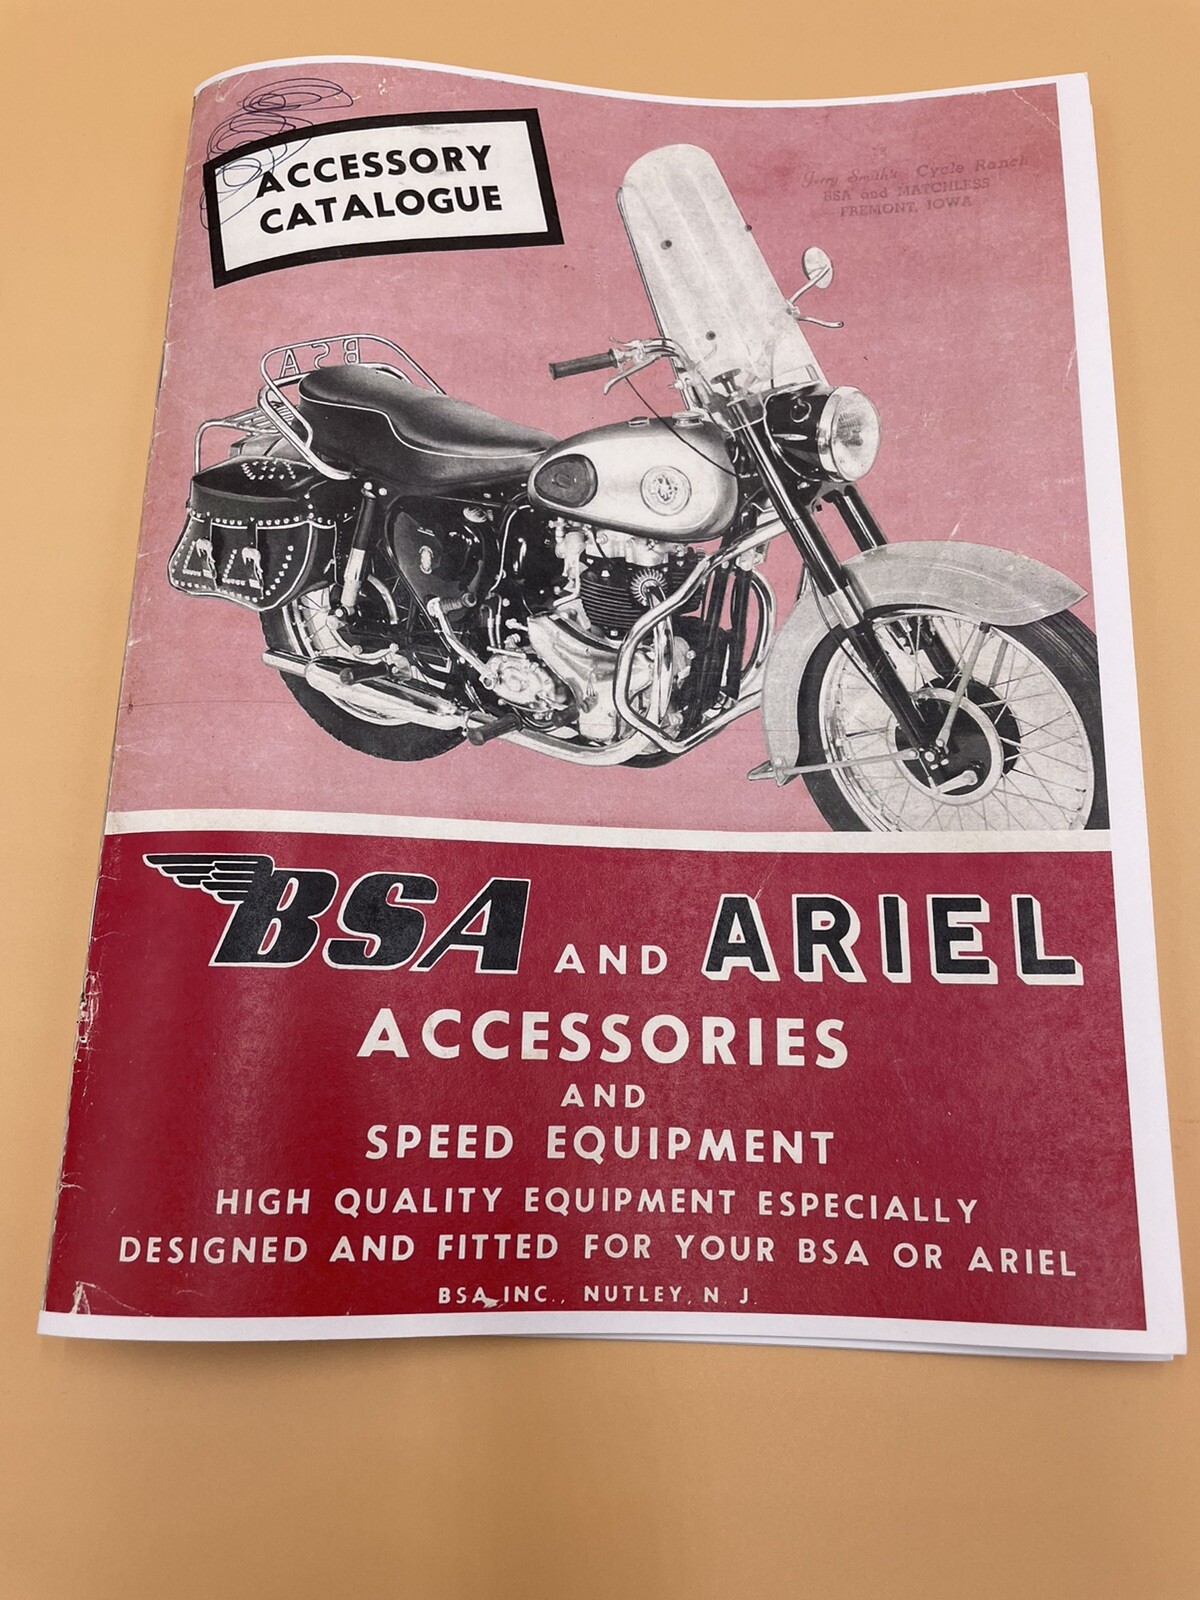 ACCESSORY
CATALOGUE
Jerry Smith's Cycle Ranch
BSA and MATCHLESS
FREMONT, IOWA
BSA
BSA AND ARIEL
ACCESSORIES
AND
SPEED EQUIPMENT
HIGH QUALITY EQUIPMENT ESPECIALLY
DESIGNED AND FITTED FOR YOUR BSA OR ARIEL
BSA INC., NUTLEY, N. J.